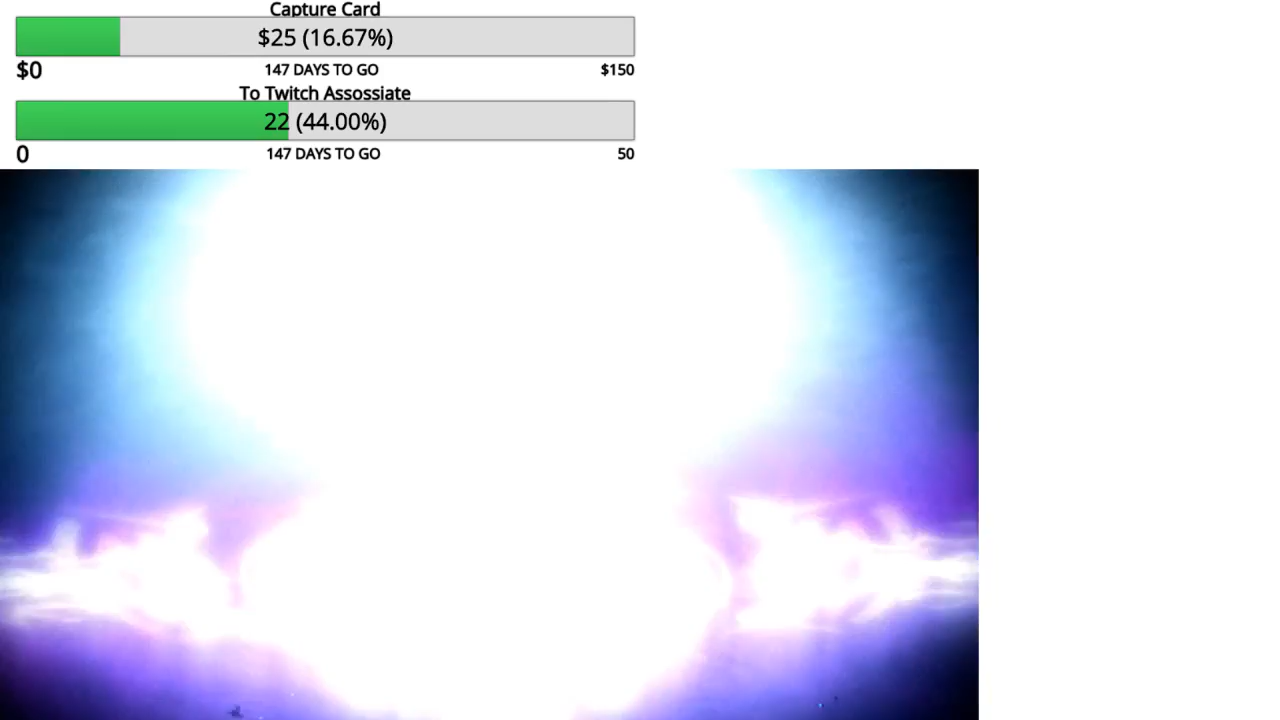 Capture Card
$25 (16.67%)
$0 147 DAYS TO GO $150
To Twitch Assossiate
22 (44.00%)
0 147 DAYS TO GO 50